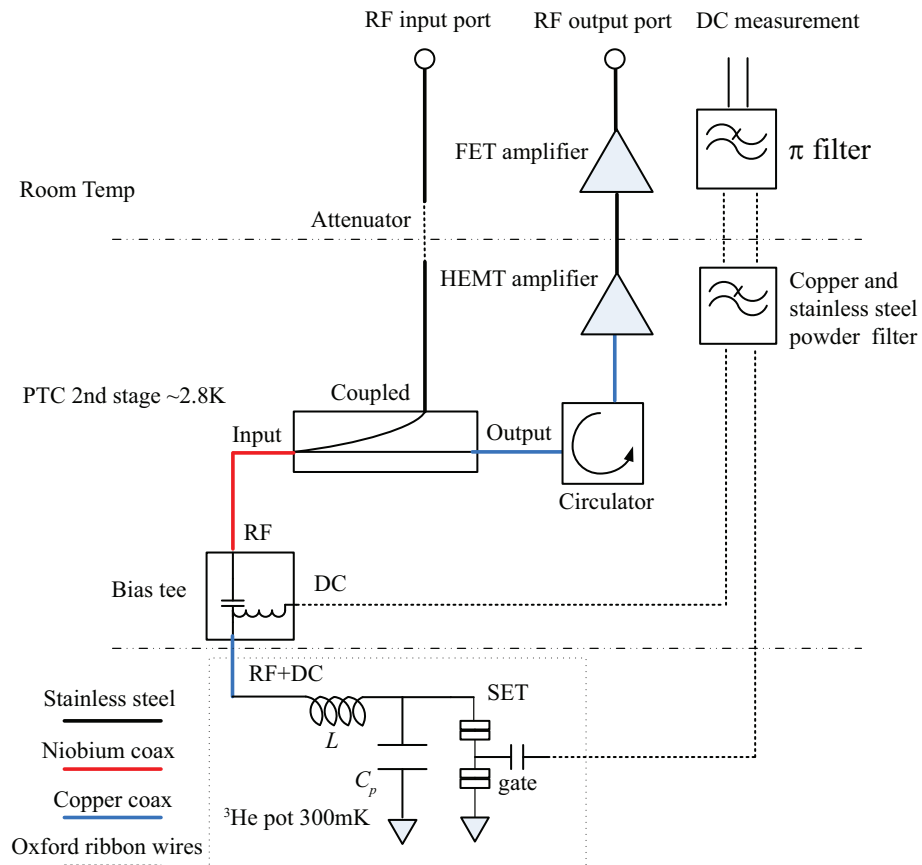 RF input port
RF output port
DC measurement
FET amplifier
π filter
Room Temp
Attenuator
HEMT amplifier
Copper and
stainless steel
powder filter
PTC 2nd stage ~2.8K
Coupled
Input
Output
Circulator
RF
Bias tee
DC
RF+DC
SET
Stainless steel
L
Niobium coax
Cp
gate
Copper coax
³He pot 300mK
Oxford ribbon wires